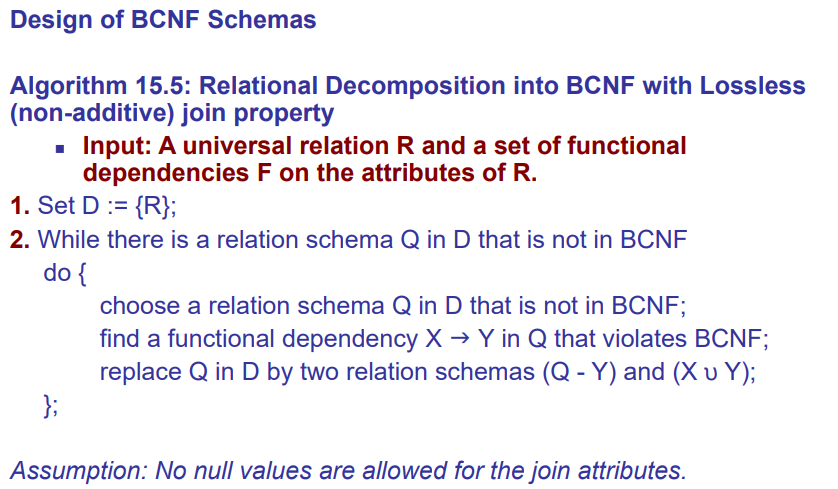 Design of BCNF Schemas
Algorithm 15.5: Relational Decomposition into BCNF with Lossless
(non-additive) join property
▪ Input: A universal relation R and a set of functional
dependencies F on the attributes of R.
1. Set D := {R};
2. While there is a relation schema Q in D that is not in BCNF
do {
choose a relation schema Q in D that is not in BCNF;
find a functional dependency X → Y in Q that violates BCNF;
replace Q in D by two relation schemas (Q - Y) and (X υ Y);
};
Assumption: No null values are allowed for the join attributes.